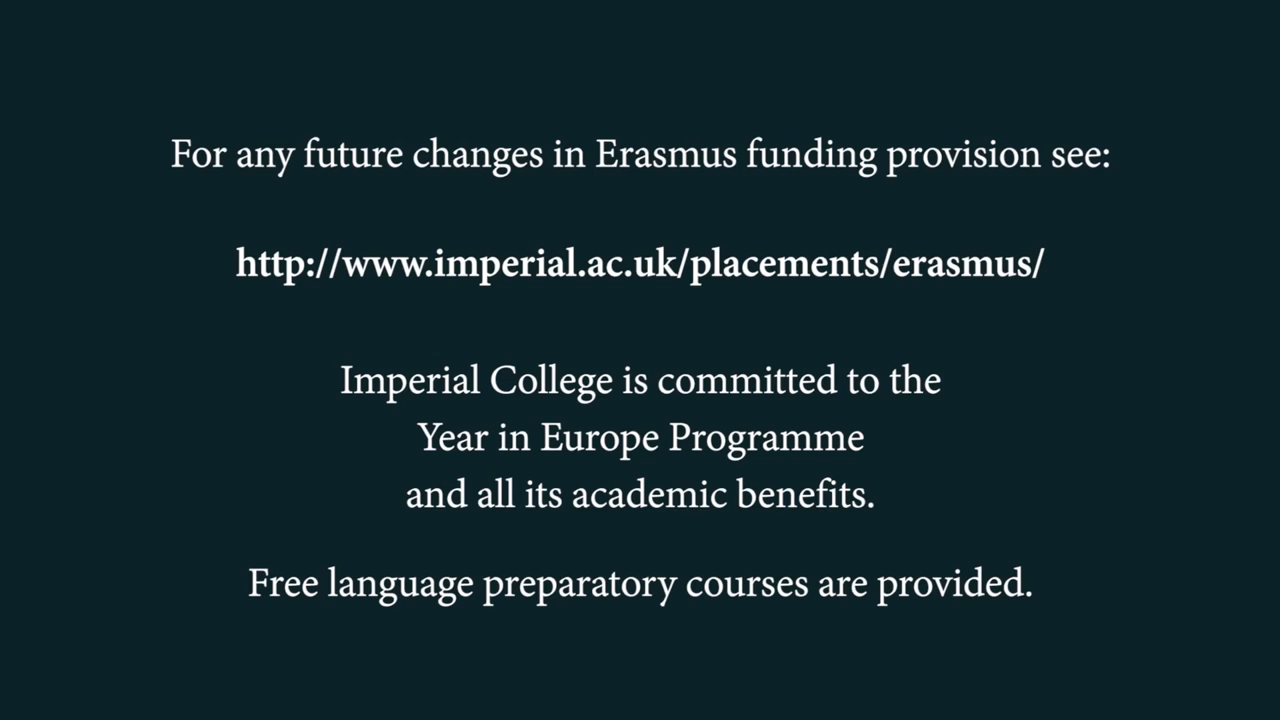 For any future changes in Erasmus funding provision see:
http://www.imperial.ac.uk/placements/erasmus/
Imperial College is committed to the
Year in Europe Programme
and all its academic benefits.
Free language preparatory courses are provided.